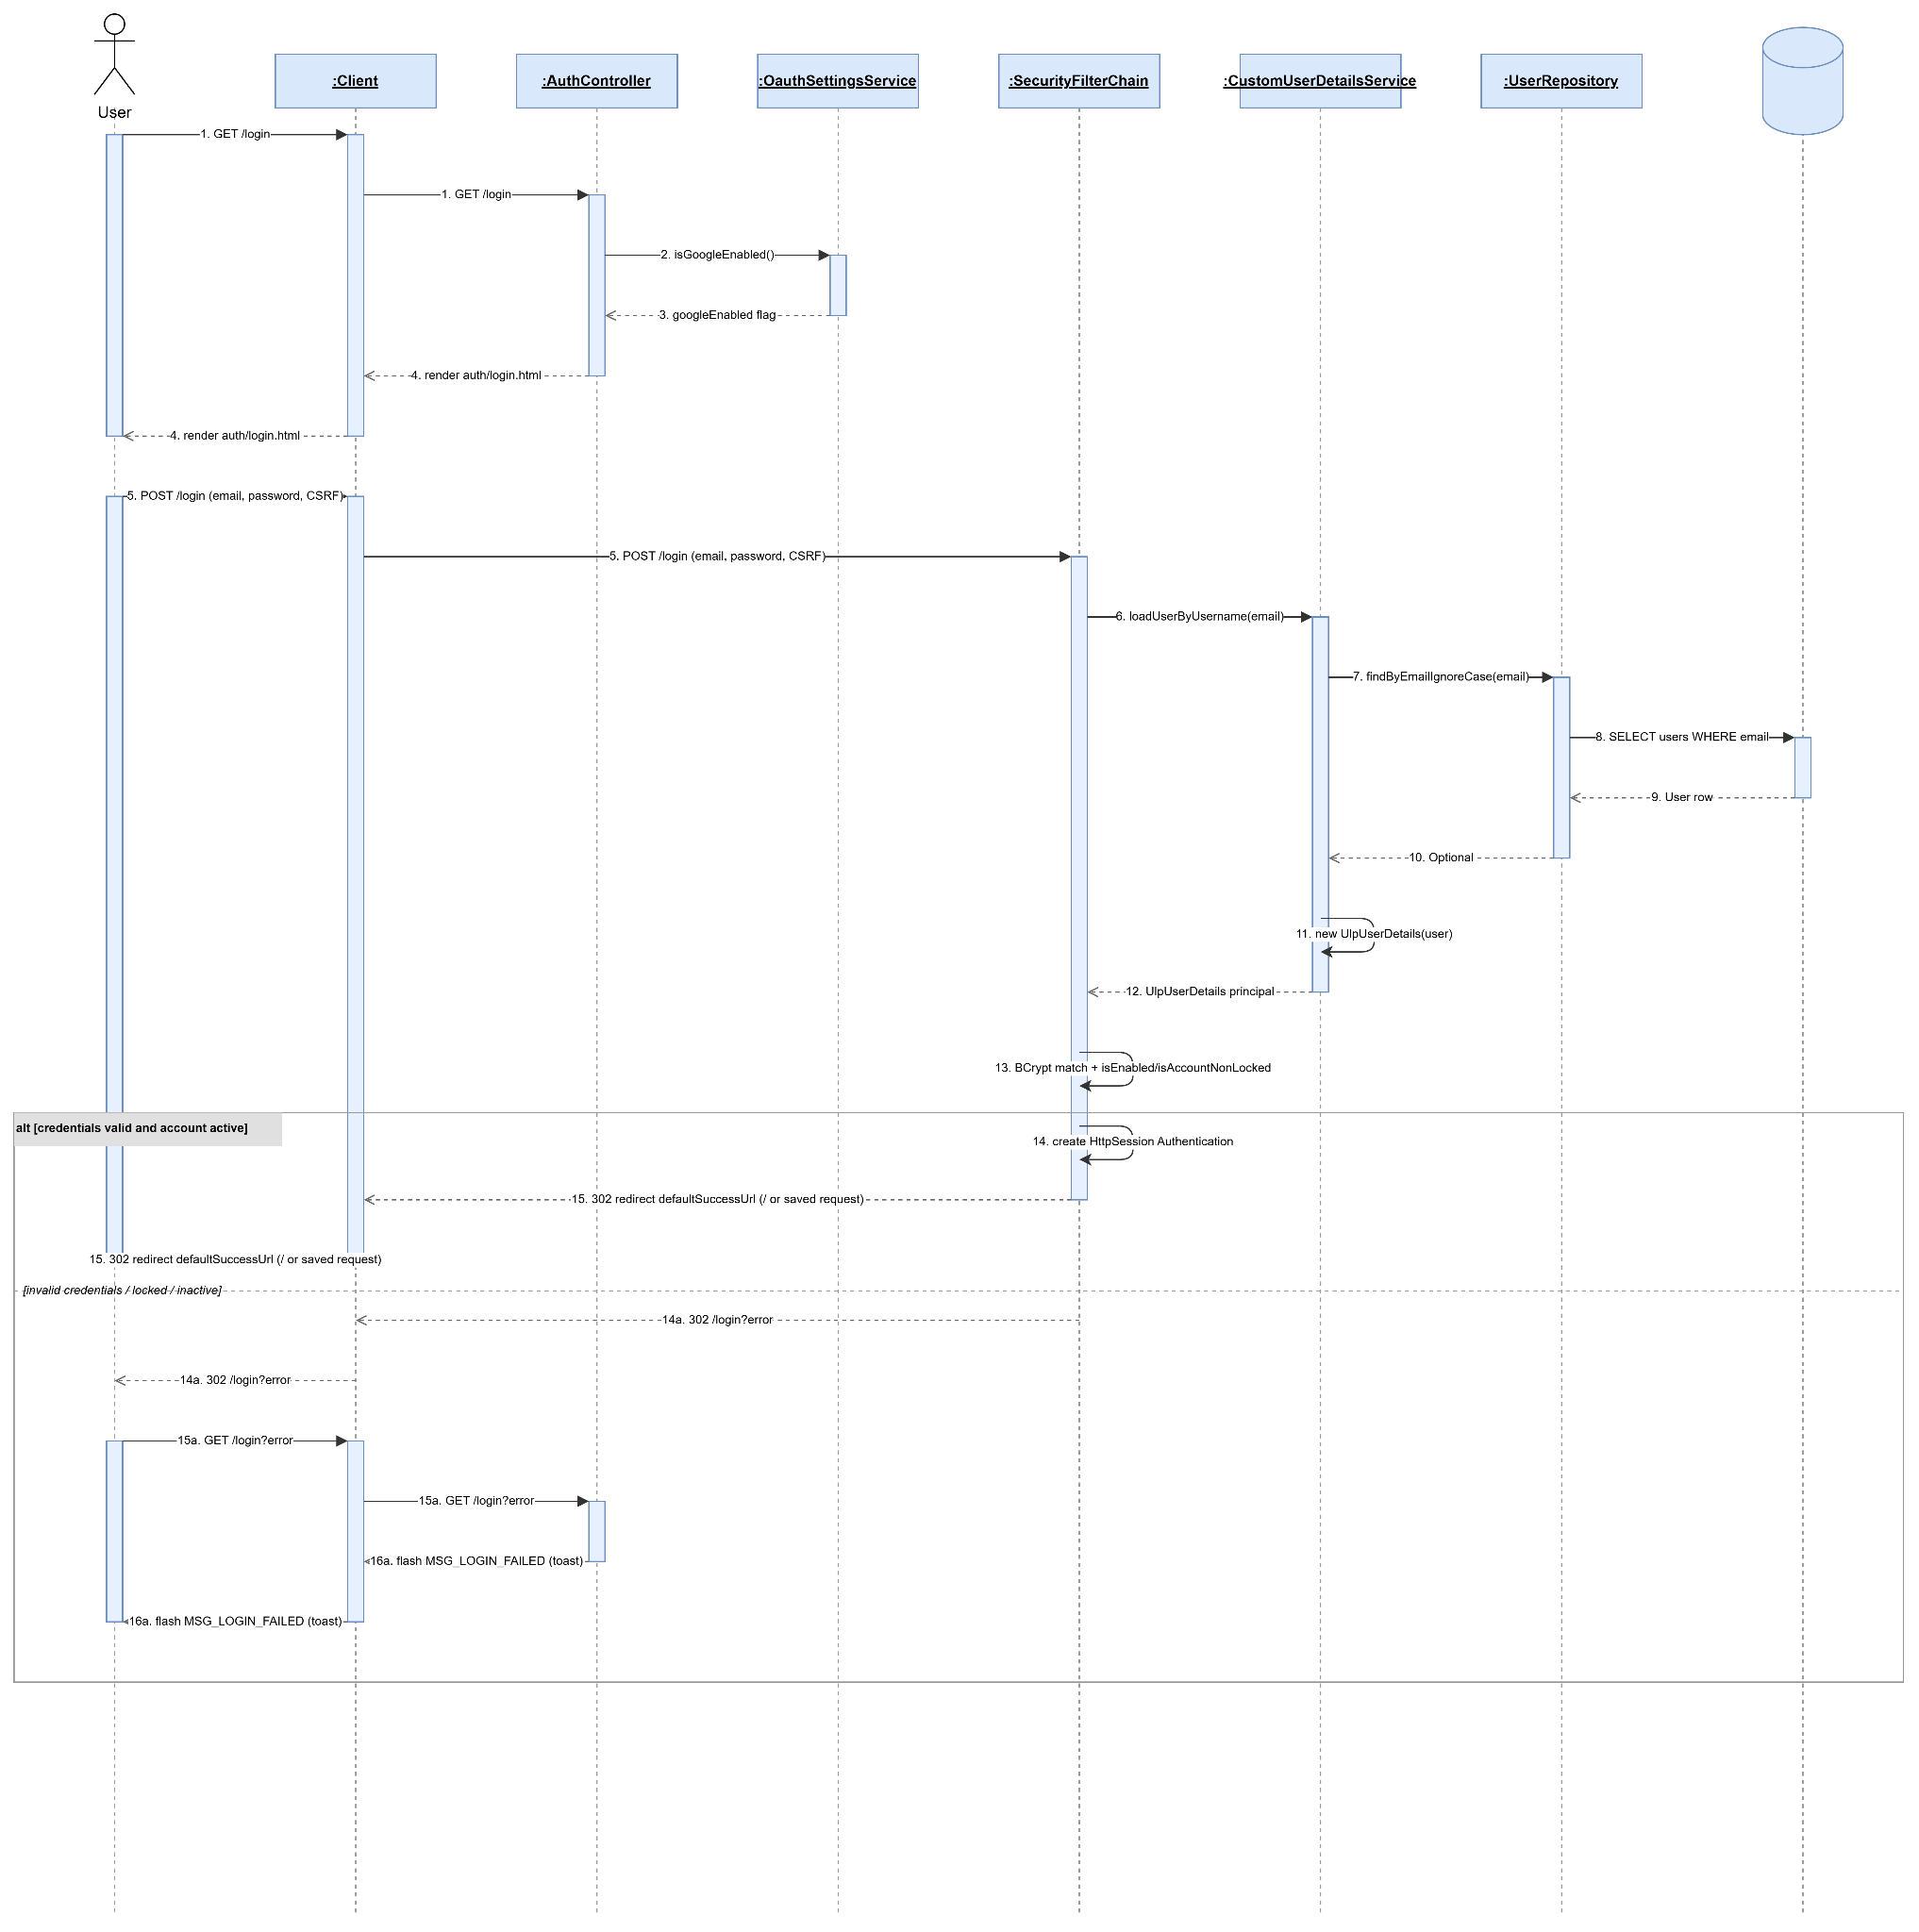 User
:Client
:AuthController
:OauthSettingsService
:SecurityFilterChain
:CustomUserDetailsService
:UserRepository
1. GET /login
1. GET /login
2. isGoogleEnabled()
3. googleEnabled flag
4. render auth/login.html
4. render auth/login.html
5. POST /login (email, password, CSRF)
5. POST /login (email, password, CSRF)
6. loadUserByUsername(email)
7. findByEmailIgnoreCase(email)
8. SELECT users WHERE email
9. User row
10. Optional
11. new UlpUserDetails(user)
12. UlpUserDetails principal
13. BCrypt match + isEnabled/isAccountNonLocked
alt [credentials valid and account active]
14. create HttpSession Authentication
15. 302 redirect defaultSuccessUrl (/ or saved request)
15. 302 redirect defaultSuccessUrl (/ or saved request)
[invalid credentials / locked / inactive]
14a. 302 /login?error
14a. 302 /login?error
15a. GET /login?error
15a. GET /login?error
16a. flash MSG_LOGIN_FAILED (toast)
16a. flash MSG_LOGIN_FAILED (toast)